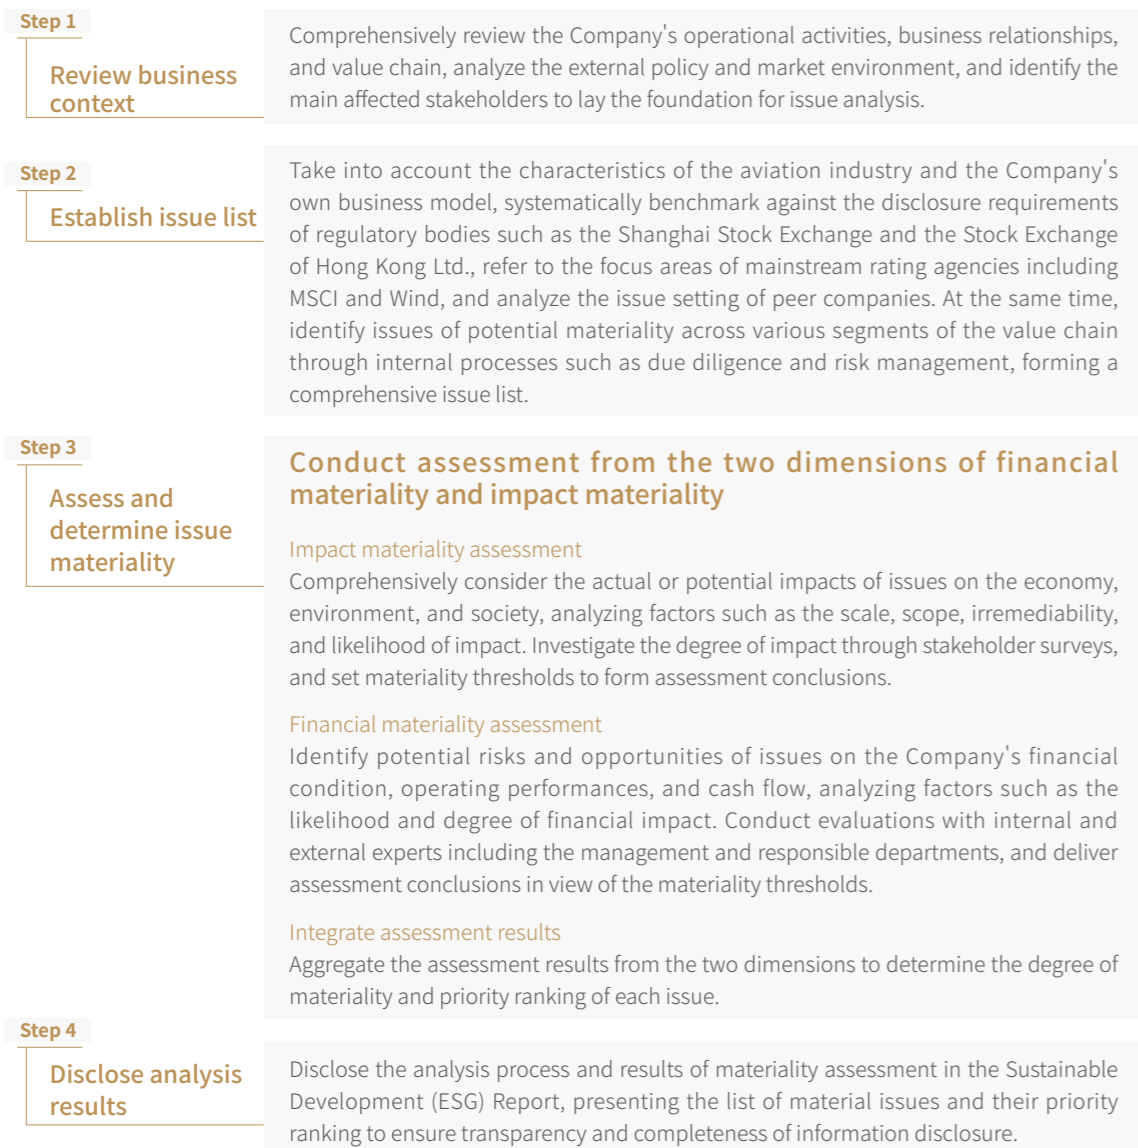 Step 1
Review business
context
Comprehensively review the Company's operational activities, business relationships,
and value chain, analyze the external policy and market environment, and identify the
main affected stakeholders to lay the foundation for issue analysis.
Step 2
Establish issue list
Take into account the characteristics of the aviation industry and the Company's
own business model, systematically benchmark against the disclosure requirements
of regulatory bodies such as the Shanghai Stock Exchange and the Stock Exchange
of Hong Kong Ltd., refer to the focus areas of mainstream rating agencies including
MSCI and Wind, and analyze the issue setting of peer companies. At the same time,
identify issues of potential materiality across various segments of the value chain
through internal processes such as due diligence and risk management, forming a
comprehensive issue list.
Step 3
Assess and
determine issue
materiality
Conduct assessment from the two dimensions of financial
materiality and impact materiality
Impact materiality assessment
Comprehensively consider the actual or potential impacts of issues on the economy,
environment, and society, analyzing factors such as the scale, scope, irremediability,
and likelihood of impact. Investigate the degree of impact through stakeholder surveys,
and set materiality thresholds to form assessment conclusions.
Financial materiality assessment
Identify potential risks and opportunities of issues on the Company's financial
condition, operating performances, and cash flow, analyzing factors such as the
likelihood and degree of financial impact. Conduct evaluations with internal and
external experts including the management and responsible departments, and deliver
assessment conclusions in view of the materiality thresholds.
Integrate assessment results
Aggregate the assessment results from the two dimensions to determine the degree of
materiality and priority ranking of each issue.
Step 4
Disclose analysis
results
Disclose the analysis process and results of materiality assessment in the Sustainable
Development (ESG) Report, presenting the list of material issues and their priority
ranking to ensure transparency and completeness of information disclosure.